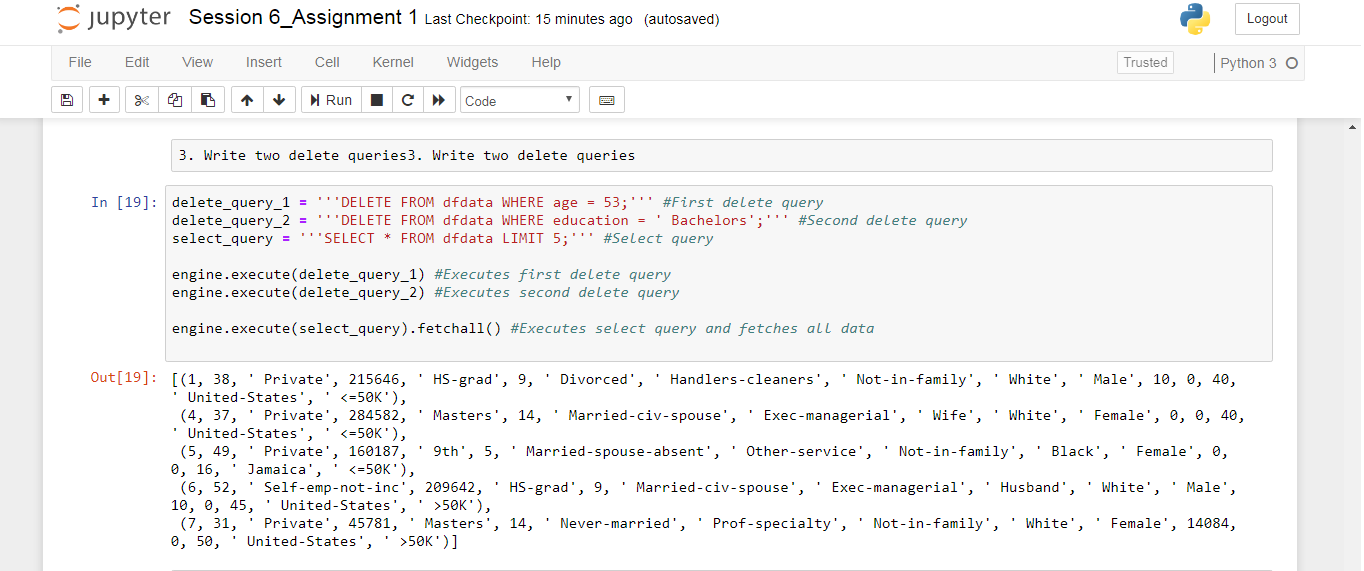 jupyter Session 6_Assignment 1 Last Checkpoint: 15 minutes ago (autosaved) Logout
File Edit View Insert Cell Kernel Widgets Help Trusted Python 3
Run Code
3. Write two delete queries3. Write two delete queries
In [19]: delete_query_1 = '''DELETE FROM dfdata WHERE age = 53;''' #First delete query
delete_query_2 = '''DELETE FROM dfdata WHERE education = ' Bachelors';''' #Second delete query
select_query = '''SELECT * FROM dfdata LIMIT 5;''' #Select query
engine.execute(delete_query_1) #Executes first delete query
engine.execute(delete_query_2) #Executes second delete query
engine.execute(select_query).fetchall() #Executes select query and fetches all data
Out[19]: [(1, 38, ' Private', 215646, ' HS-grad', 9, ' Divorced', ' Handlers-cleaners', ' Not-in-family', ' White', ' Male', 10, 0, 40,
' United-States', ' <=50K'),
(4, 37, ' Private', 284582, ' Masters', 14, ' Married-civ-spouse', ' Exec-managerial', ' Wife', ' White', ' Female', 0, 0, 40,
' United-States', ' <=50K'),
(5, 49, ' Private', 160187, ' 9th', 5, ' Married-spouse-absent', ' Other-service', ' Not-in-family', ' Black', ' Female', 0,
0, 16, ' Jamaica', ' <=50K'),
(6, 52, ' Self-emp-not-inc', 209642, ' HS-grad', 9, ' Married-civ-spouse', ' Exec-managerial', ' Husband', ' White', ' Male',
10, 0, 45, ' United-States', ' >50K'),
(7, 31, ' Private', 45781, ' Masters', 14, ' Never-married', ' Prof-specialty', ' Not-in-family', ' White', ' Female', 14084,
0, 50, ' United-States', ' >50K')]